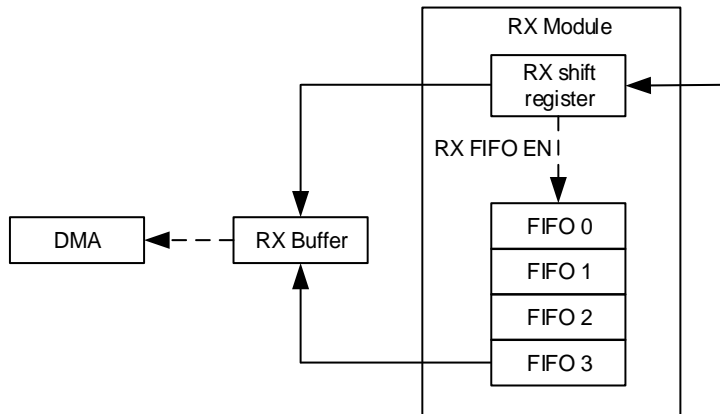 RX Module
RX shift
register
RX FIFO EN
FIFO 0
DMA
RX Buffer
FIFO 1
FIFO 2
FIFO 3